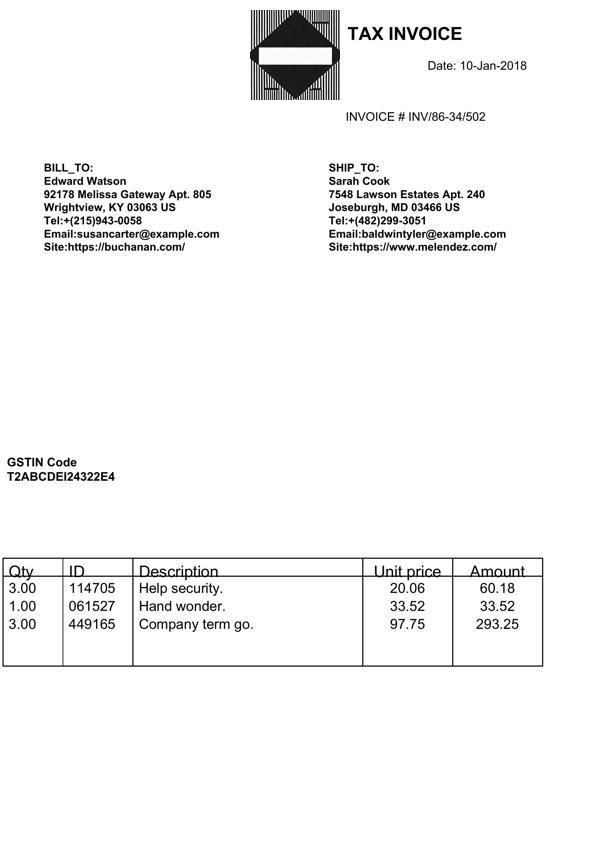 TAX INVOICE
Date: 10-Jan-2018
INVOICE # INV/86-34/502
BILL_TO:
Edward Watson
92178 Melissa Gateway Apt. 805
Wrightview, KY 03063 US
Tel:+(215)943-0058
Email:susancarter@example.com
Site:https://buchanan.com/
SHIP_TO:
Sarah Cook
7548 Lawson Estates Apt. 240
Joseburgh, MD 03466 US
Tel:+(482)299-3051
Email:baldwintyler@example.com
Site:https://www.melendez.com/
GSTIN Code
T2ABCDEI24322E4
Qty ID Description Unit price Amount
3.00 114705 Help security. 20.06 60.18
1.00 061527 Hand wonder. 33.52 33.52
3.00 449165 Company term go. 97.75 293.25